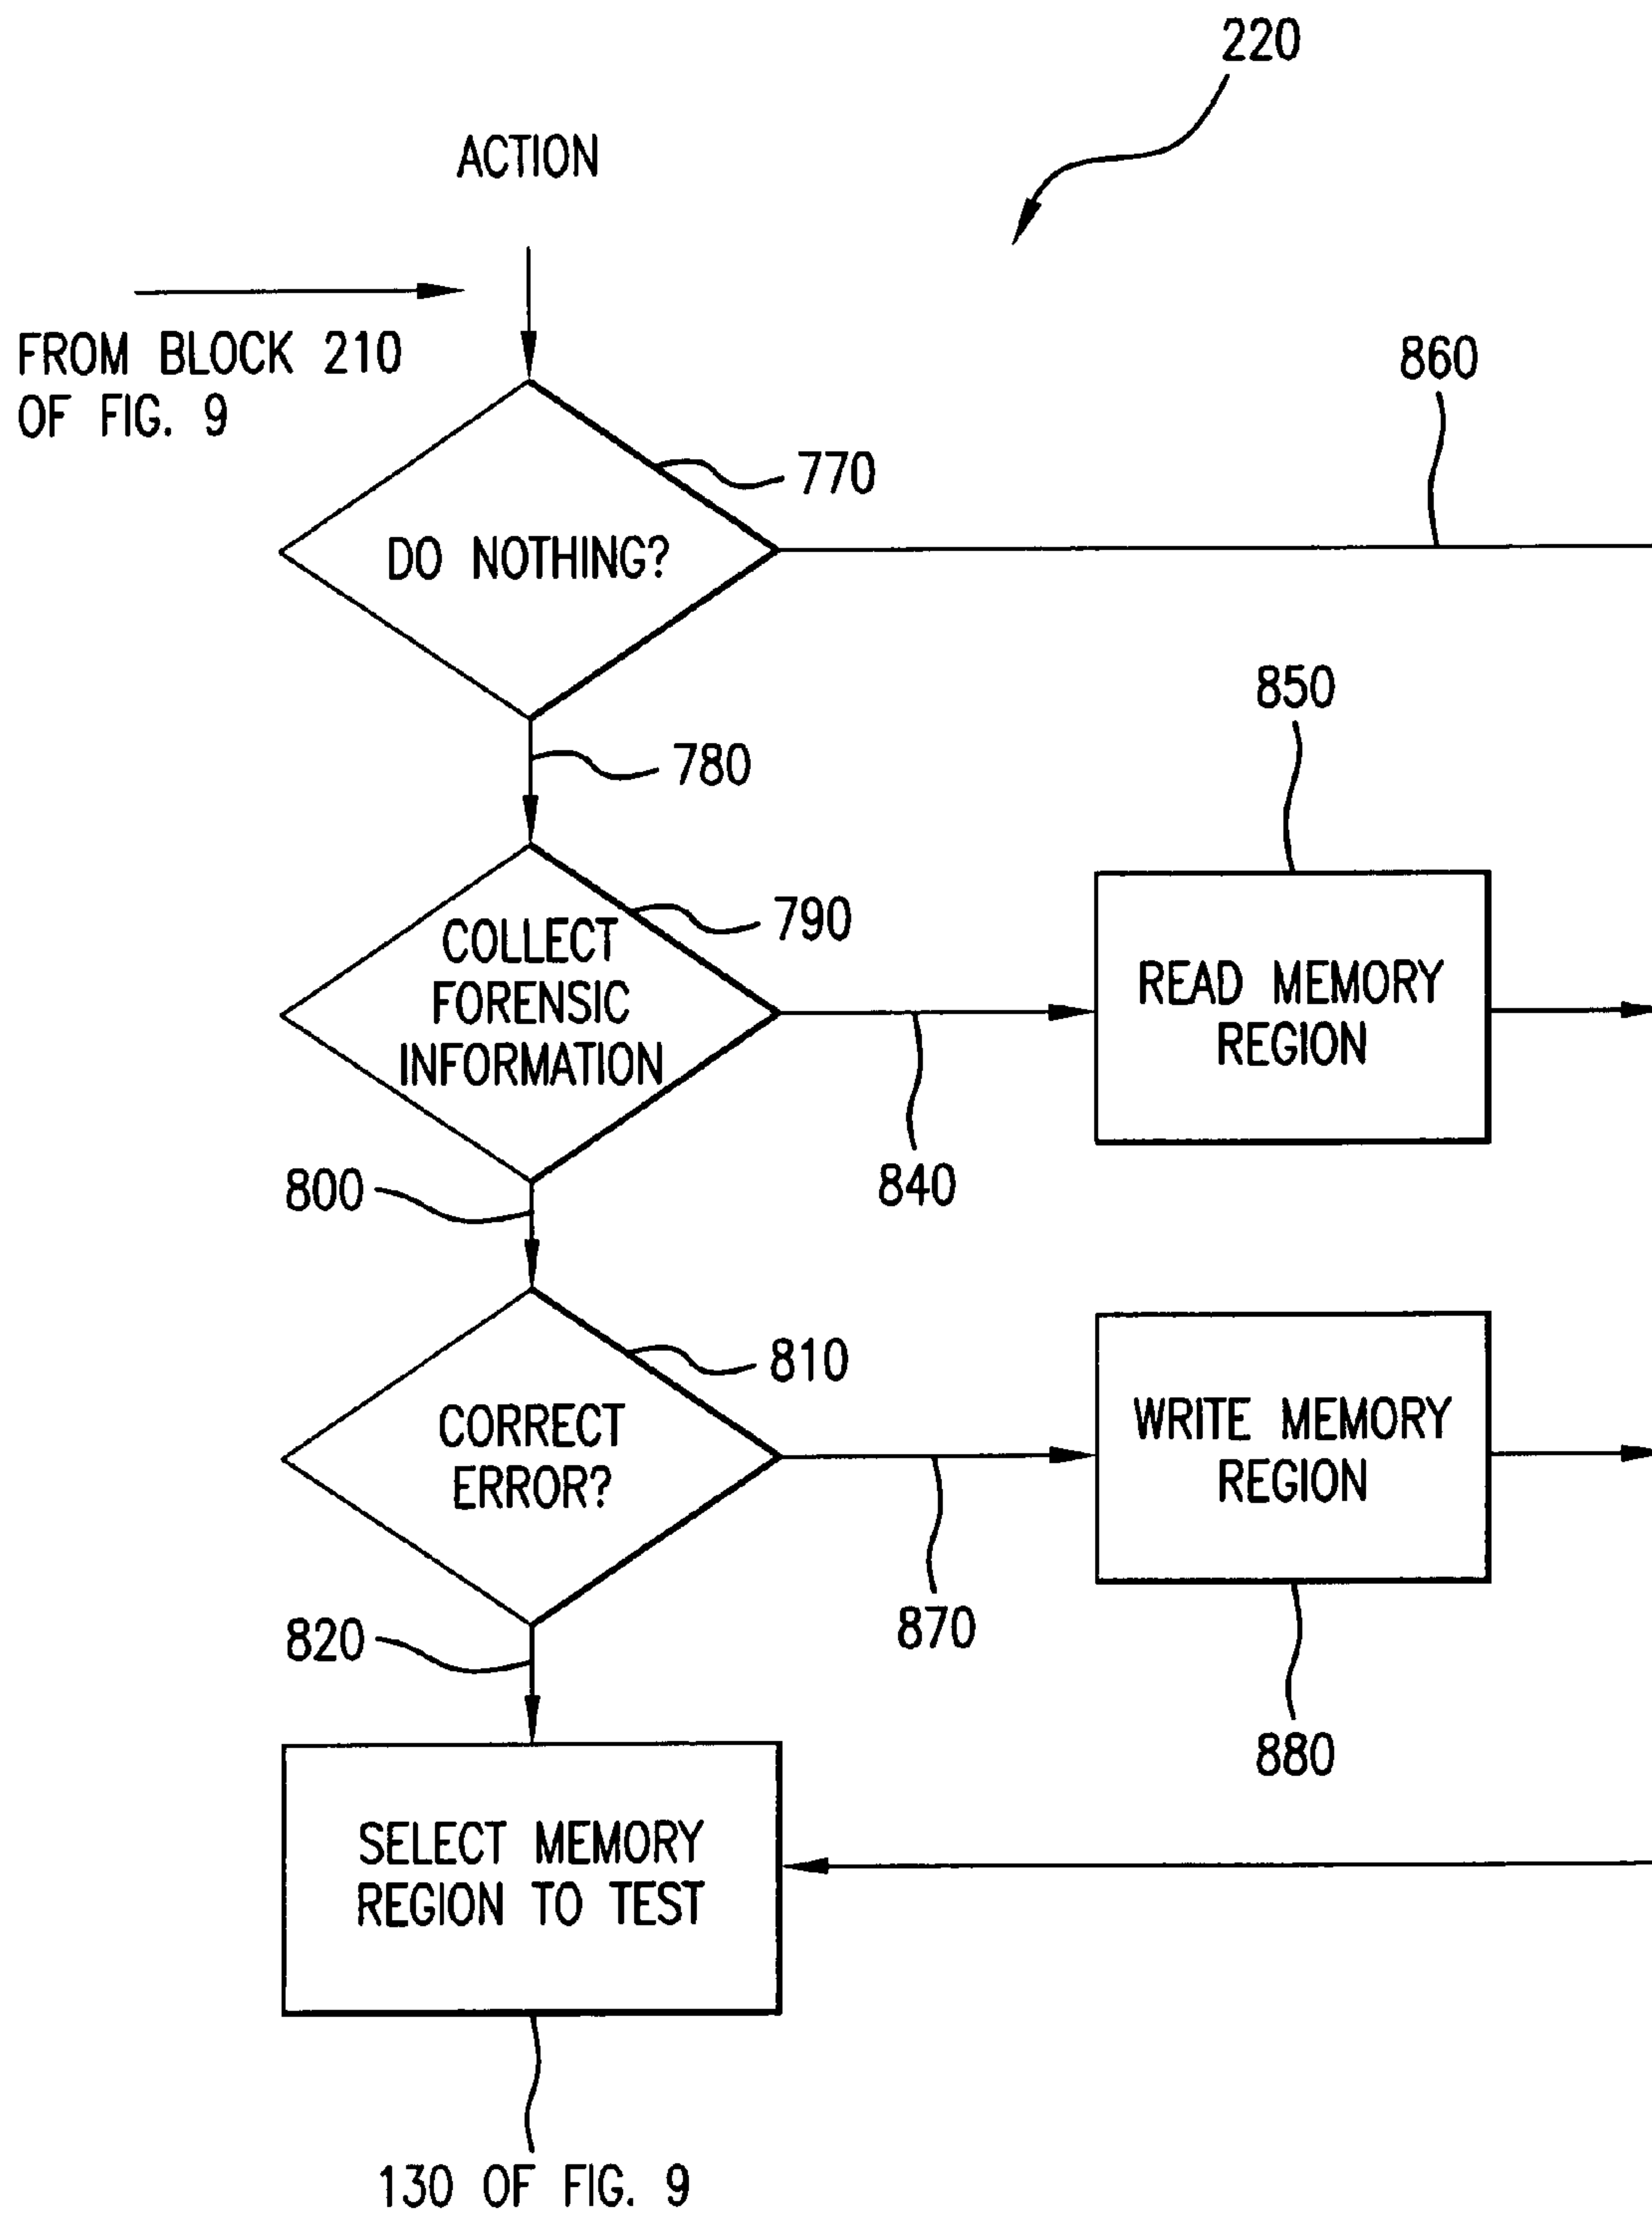 220
ACTION
FROM BLOCK 210
OF FIG. 9
860
770
DO NOTHING?
850
780
790
COLLECT
FORENSIC
INFORMATION
READ MEMORY
REGION
840
800
810
CORRECT
ERROR?
WRITE MEMORY
REGION
870
820
880
SELECT MEMORY
REGION TO TEST
130 OF FIG. 9